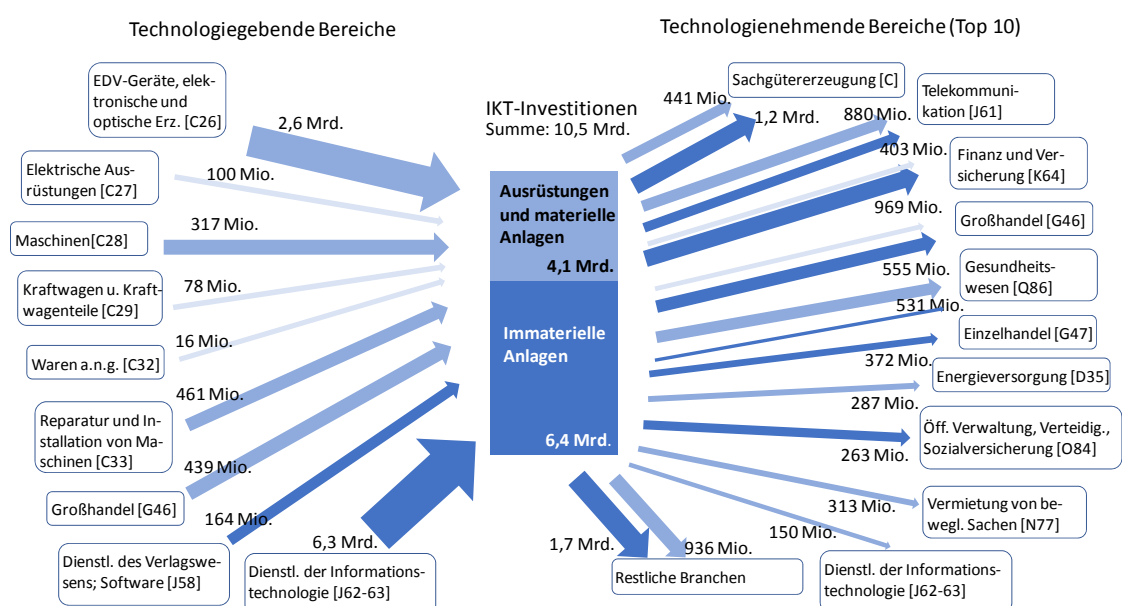 Technologiegebende Bereiche
Technologienehmende Bereiche (Top 10)
EDV-Geräte, elek-
tronische und
optische Erz. [C26]
2,6 Mrd.
Elektrische Aus-
rüstungen [C27]
100 Mio.
Maschinen[C28]
317 Mio.
Kraftwagen u. Kraft-
wagenteile [C29]
78 Mio.
Waren a.n.g. [C32]
16 Mio.
Reparatur und In-
stallation von Ma-
schinen [C33]
461 Mio.
Großhandel [G46]
439 Mio.
Dienstl. des Verlagswe-
sens; Software [J58]
164 Mio.
Dienstl. der Informations-
technologie [J62-63]
6,3 Mrd.
IKT-Investitionen
Summe: 10,5 Mrd.
Ausrüstungen
und materielle
Anlagen
4,1 Mrd.
Immaterielle
Anlagen
6,4 Mrd.
Sachgütererzeugung [C]
441 Mio.
1,2 Mrd.
Telekommuni-
kation [J61]
880 Mio.
403 Mio.
Finanz und Ver-
sicherung [K64]
969 Mio.
Großhandel [G46]
555 Mio.
Gesundheits-
wesen [Q86]
531 Mio.
Einzelhandel [G47]
372 Mio.
Energieversorgung [D35]
287 Mio.
Öff. Verwaltung, Verteidig.,
Sozialversicherung [O84]
263 Mio.
Vermietung von be-
wegl. Sachen [N77]
313 Mio.
Dienstl. der Informations-
technologie [J62-63]
150 Mio.
Restliche Branchen
1,7 Mrd.
936 Mio.